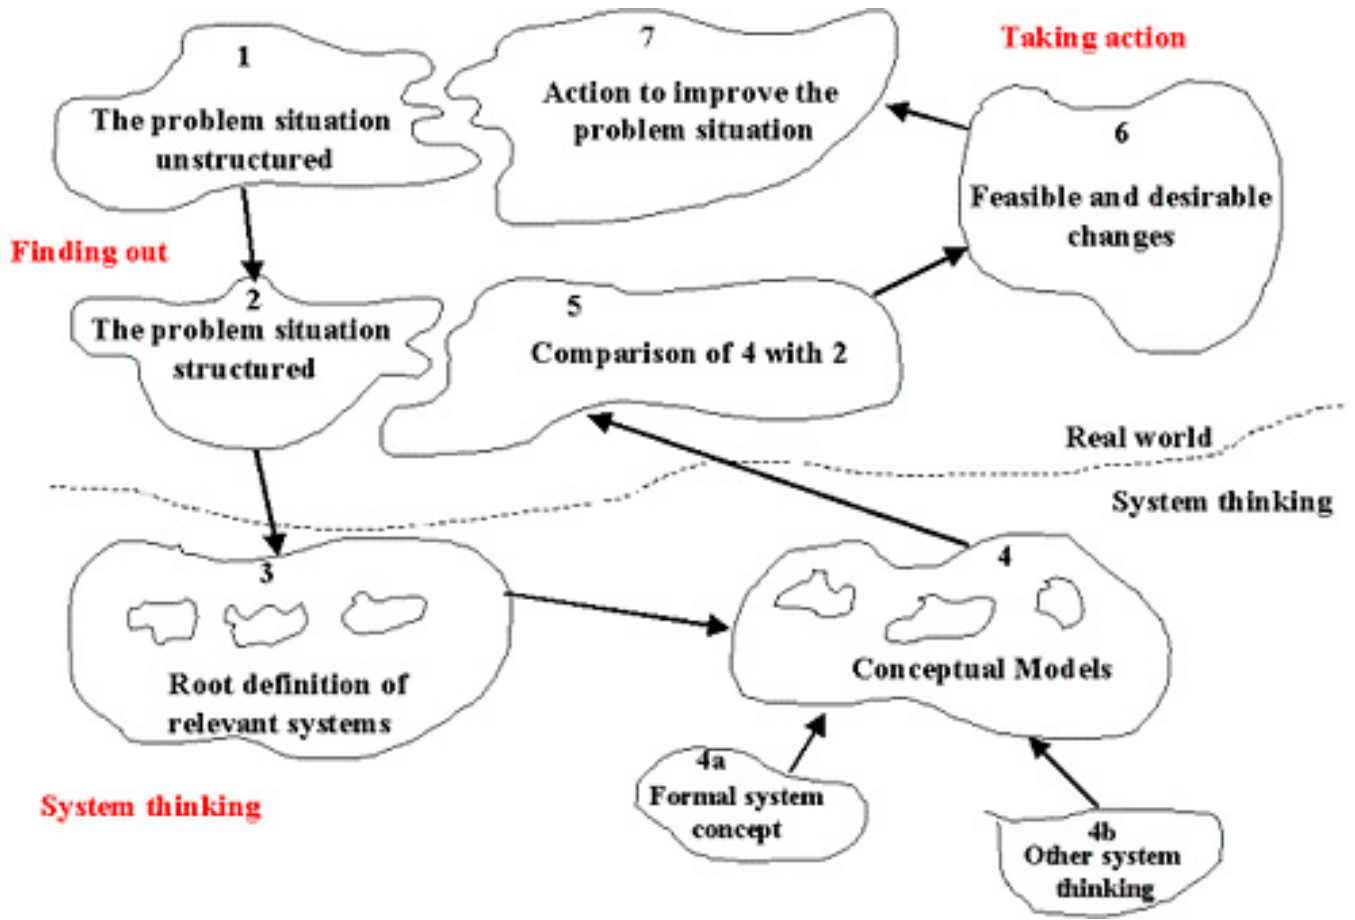 1
The problem situation
unstructured
7
Action to improve the
problem situation
Taking action
6
Feasible and desirable
changes
Finding out
2
The problem situation
structured
5
Comparison of 4 with 2
Real world
System thinking
3
Root definition of
relevant systems
4
Conceptual Models
4a
Formal system
concept
4b
Other system
thinking
System thinking